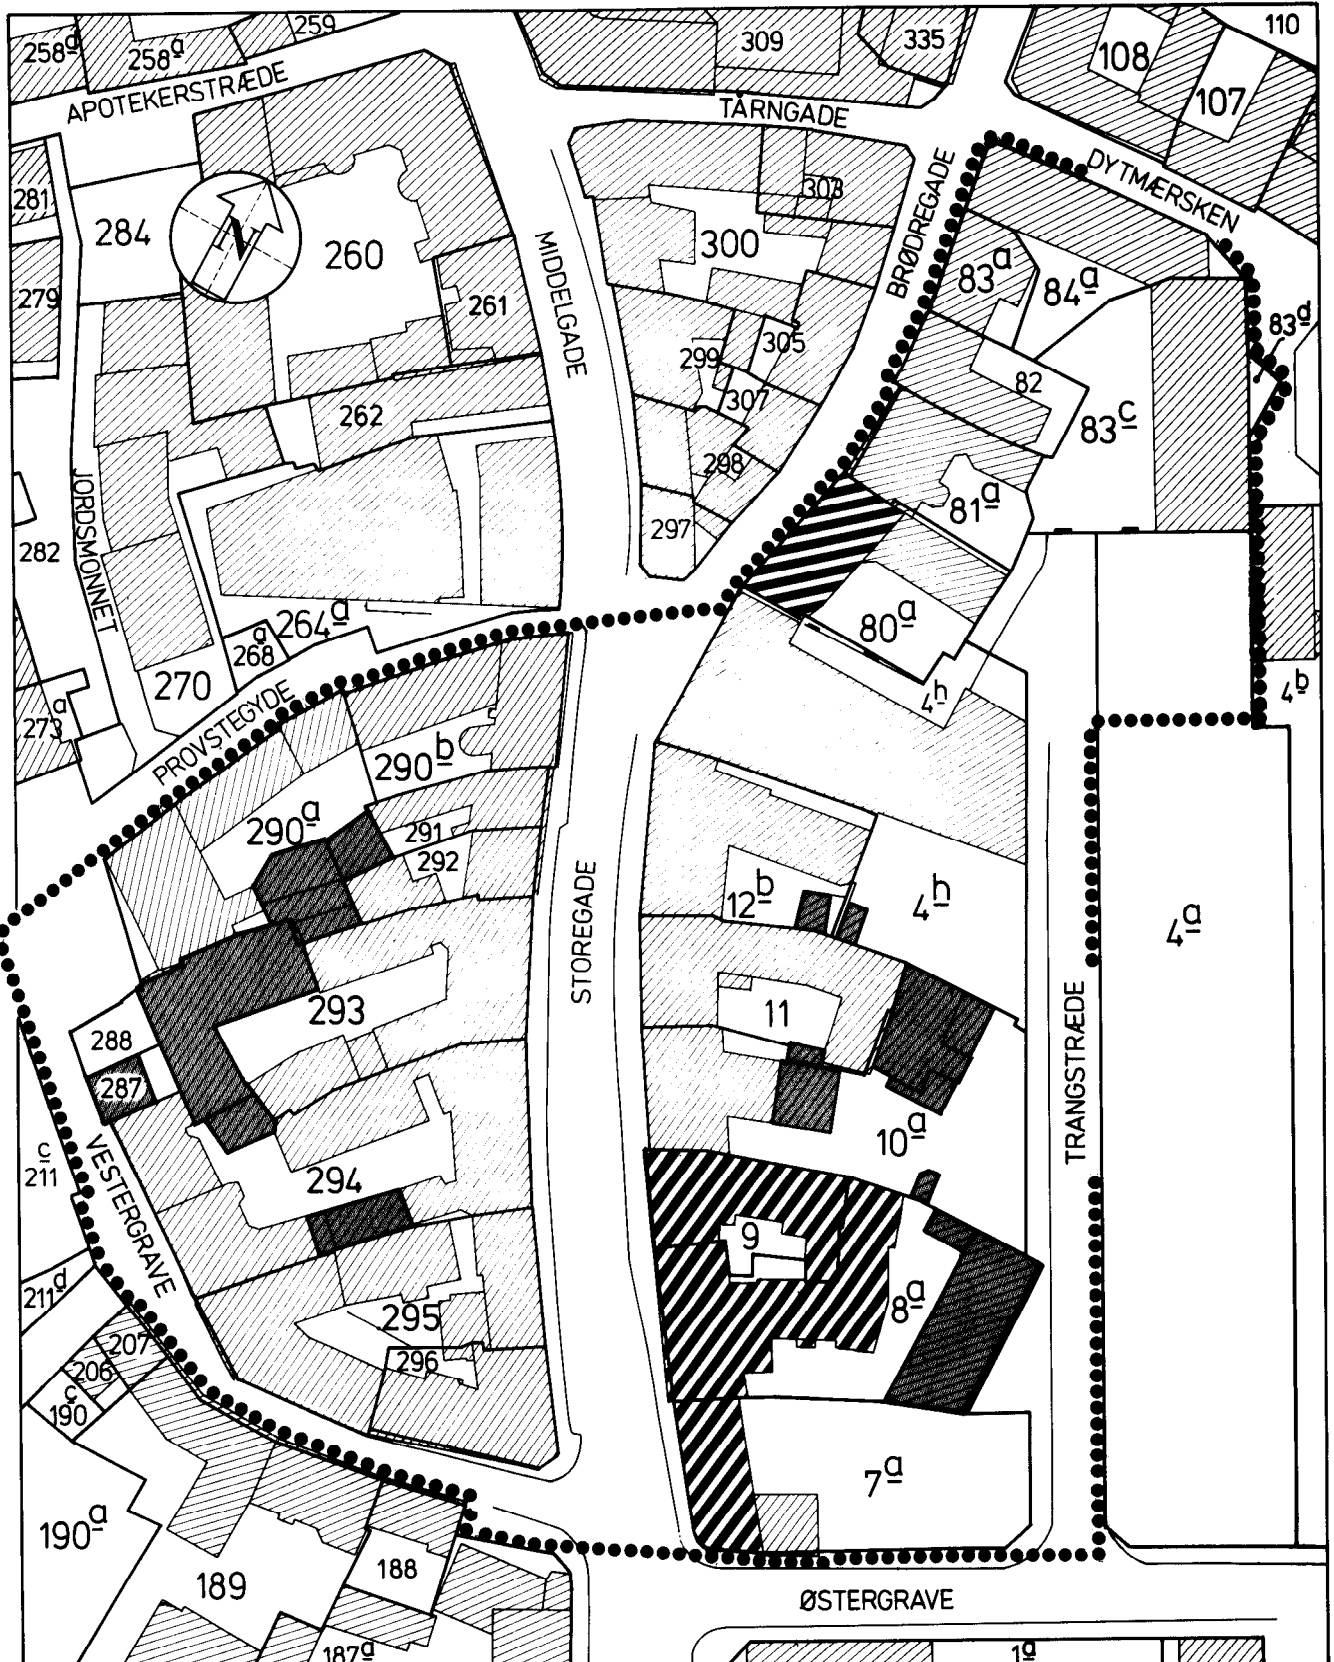 259
258a
258a
309
335
108
110
107
APOTEKERSTRÆDE
TÅRNGADE
DYTMÆRSKEN
281
284
N
260
303
300
BRØDREGADE
83a
84a
279
MIDDELGADE
261
299
305
83d
262
307
82
83c
JORDSMONNET
298
81a
282
297
264a
268a
80a
270
4h
4b
273a
PROVSTEGYDE
290b
290a
291
292
STOREGADE
12b
4h
4a
293
11
288
287
TRANGSTRÆDE
10a
c
211
VESTERGRAVE
294
9
8a
211d
295
207
296
206
c
190
7a
190a
189
188
ØSTERGRAVE
187a
1a